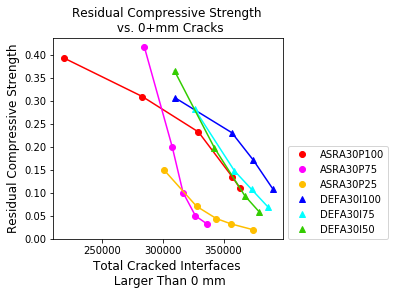 Residual Compressive Strength
vs. 0+mm Cracks
Residual Compressive Strength
0.40
0.35
0.30
0.25
0.20
0.15
0.10
0.05
0.00
250000 300000 350000
Total Cracked Interfaces
Larger Than 0 mm
ASRA30P100
ASRA30P75
ASRA30P25
DEFA30I100
DEFA30I75
DEFA30I50